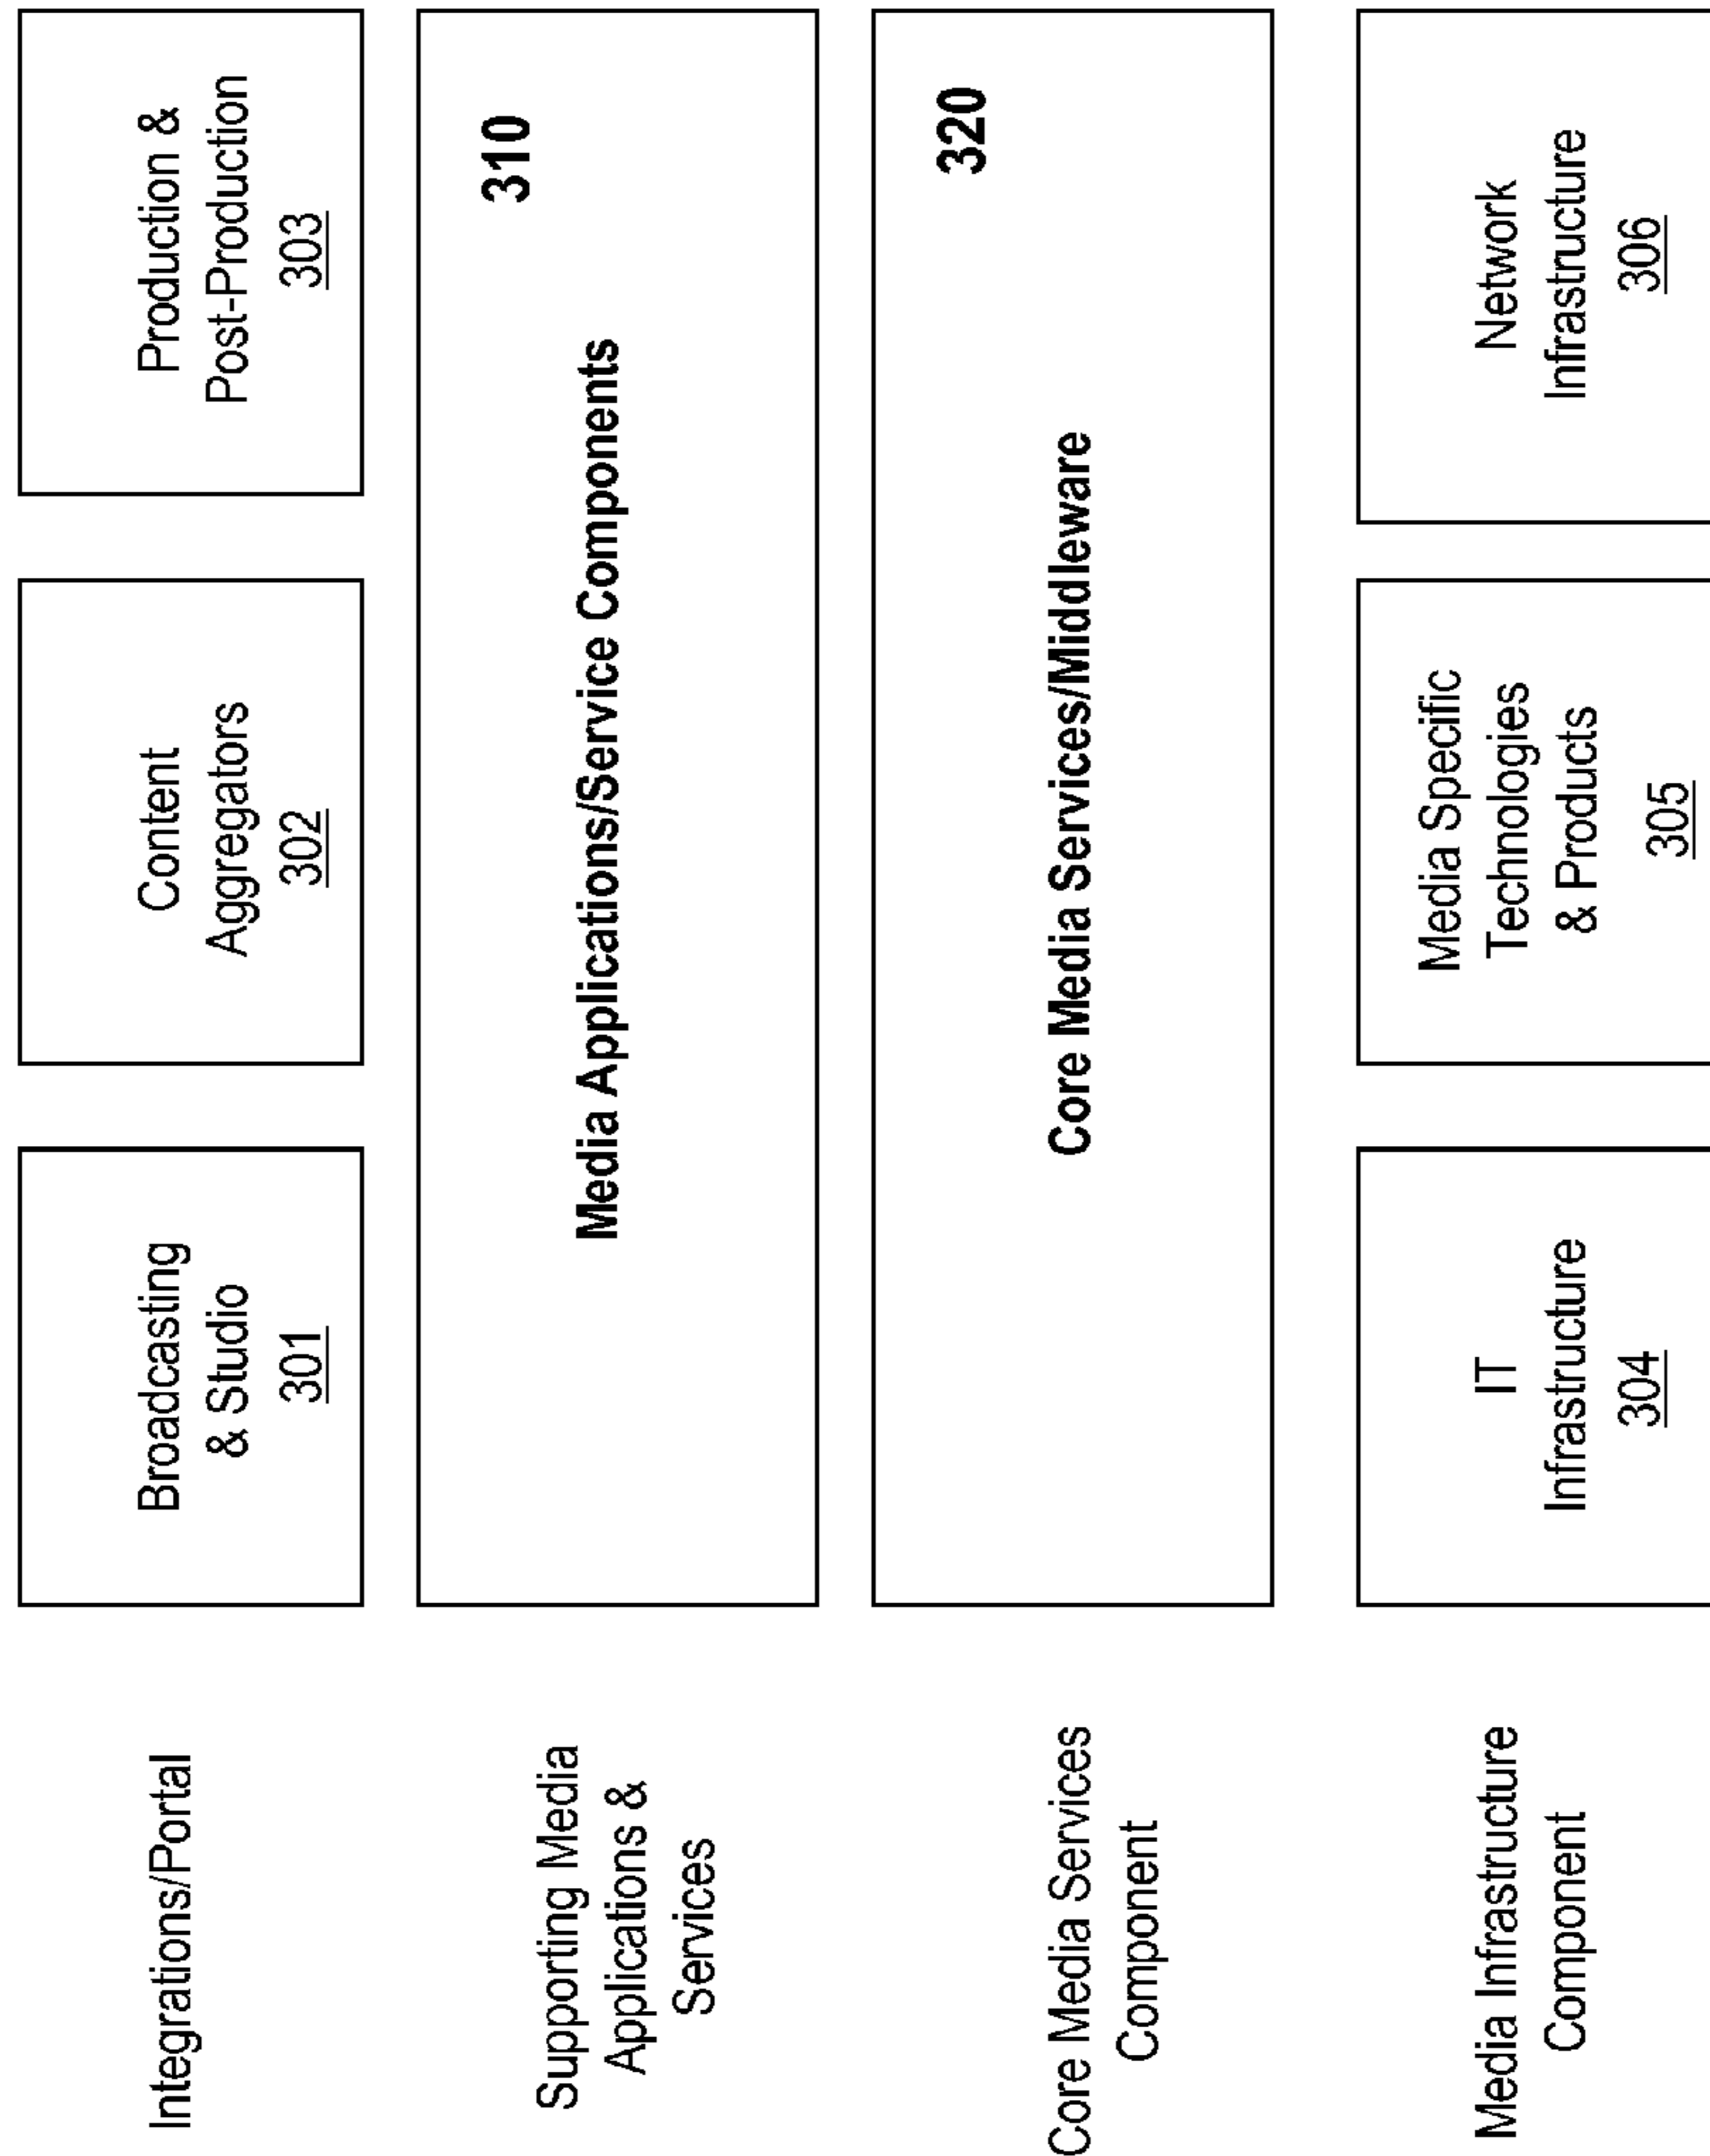 Integrations/Portal
Broadcasting
& Studio
301
Content
Aggregators
302
Production &
Post-Production
303
Supporting Media
Applications &
Services
310
Media Applications/Service Components
Core Media Services
Component
320
Core Media Services/Middleware
Media Infrastructure
Component
IT
Infrastructure
304
Media Specific
Technologies
& Products
305
Network
Infrastructure
306